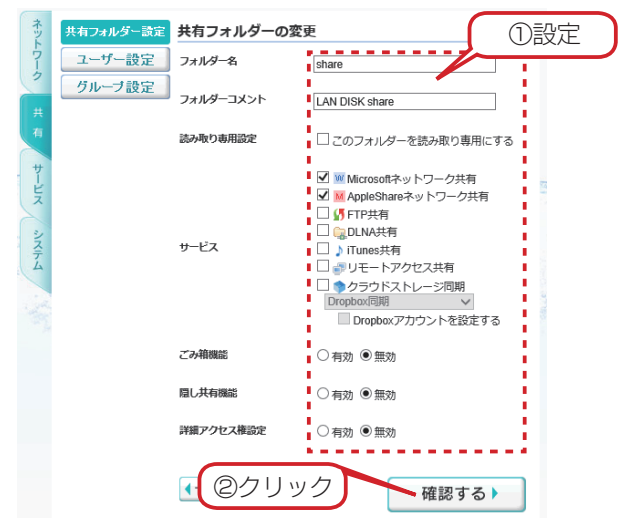 ネットワーク
共有
サービス
システム
共有フォルダー設定
ユーザー設定
グループ設定
共有フォルダーの変更
①設定
フォルダー名
share
フォルダーコメント
LAN DISK share
読み取り専用設定
このフォルダーを読み取り専用にする
サービス
Microsoftネットワーク共有
AppleShareネットワーク共有
FTP共有
DLNA共有
iTunes共有
リモートアクセス共有
クラウドストレージ同期
Dropbox同期
Dropboxアカウントを設定する
ごみ箱機能
有効 無効
隠し共有機能
有効 無効
詳細アクセス権設定
有効 無効
②クリック
確認する